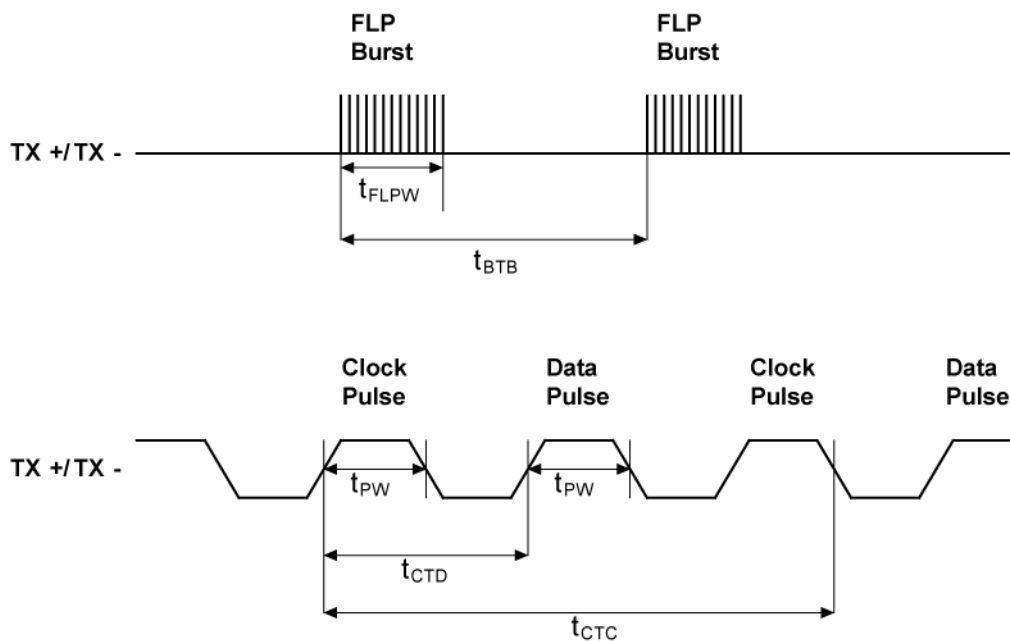 FLP
Burst
FLP
Burst
TX +/ TX -
tFLPW
tBTB
Clock
Pulse
Data
Pulse
Clock
Pulse
Data
Pulse
TX +/ TX -
tPW
tPW
tCTD
tCTC